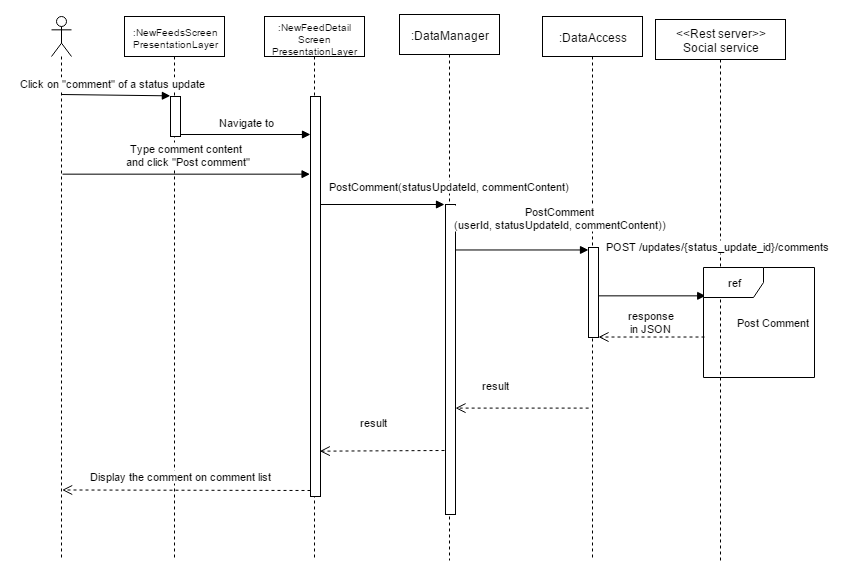 :NewFeedsScreen
PresentationLayer
:NewFeedDetail
Screen
PresentationLayer
:DataManager
:DataAccess
<<Rest server>>
Social service
Click on "comment" of a status update
Navigate to
Type comment content
and click "Post comment"
PostComment(statusUpdateId, commentContent)
PostComment
(userId, statusUpdateId, commentContent))
POST /updates/{status_update_id}/comments
ref
Post Comment
response
in JSON
result
result
Display the comment on comment list